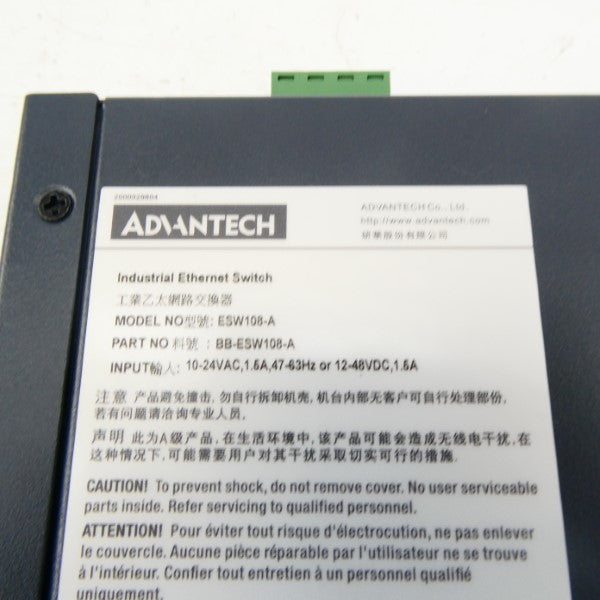 2000029804
ADVANTECH
ADVANTECH Co., Ltd.
http://www.advantech.com
研華股份有限公司
Industrial Ethernet Switch
工業乙太網路交換器
MODEL NO型號: ESW108-A
PART NO 料號 : BB-ESW108-A
INPUT輸入: 10-24VAC,1.5A,47-63Hz or 12-48VDC,1.5A
注意 产品避免撞击, 勿自行拆卸机壳, 机台内部无客户可自行处理部份,
若有问题请洽询专业人员.
声明 此为A级产品, 在生活环境中, 该产品可能会造成无线电干扰, 在
这种情况下, 可能需要用户对其干扰采取切实可行的措施.
CAUTION! To prevent shock, do not remove cover. No user serviceable
parts inside. Refer servicing to qualified personnel.
ATTENTION! Pour éviter tout risque d'électrocution, ne pas enlever
le couvercle. Aucune pièce réparable par l'utilisateur ne se trouve
à l'intérieur. Confier tout entretien à un personnel qualifié
uniquement.